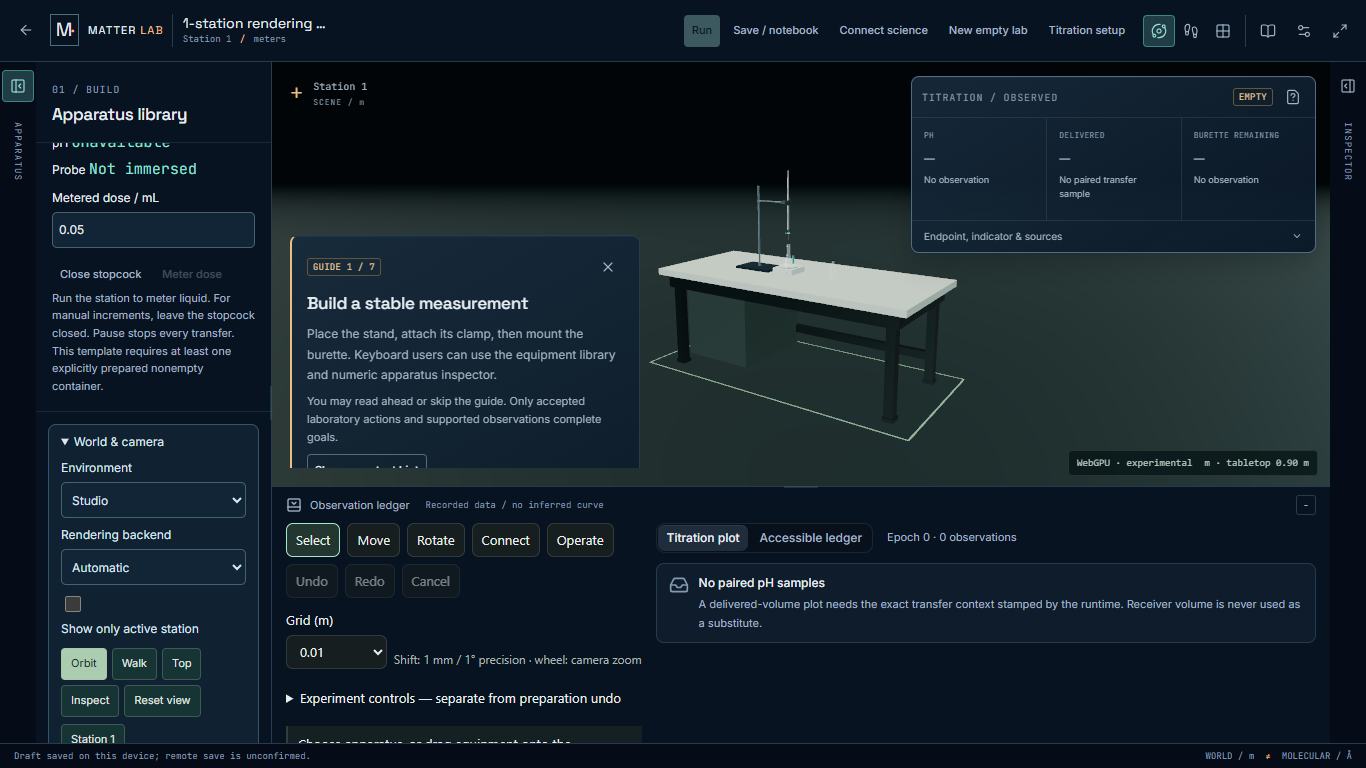 M
MATTER LAB
1-station rendering ...
Station 1 / meters
Run
Save / notebook
Connect science
New empty lab
Titration setup
APPARATUS
01 / BUILD
Apparatus library
pH Unavailable
Probe Not immersed
Metered dose / mL
0.05
Close stopcock
Meter dose
Run the station to meter liquid. For
manual increments, leave the stopcock
closed. Pause stops every transfer.
This template requires at least one
explicitly prepared nonempty
container.
World & camera
Environment
Studio
Rendering backend
Automatic
Show only active station
Orbit
Walk
Top
Inspect
Reset view
Station 1
Station 1
SCENE / m
GUIDE 1 / 7
Build a stable measurement
Place the stand, attach its clamp, then mount the
burette. Keyboard users can use the equipment library
and numeric apparatus inspector.
You may read ahead or skip the guide. Only accepted
laboratory actions and supported observations complete
goals.
TITRATION / OBSERVED
EMPTY
PH
—
No observation
DELIVERED
—
No paired transfer
sample
BURETTE REMAINING
—
No observation
Endpoint, indicator & sources
WebGPU · experimental m · tabletop 0.90 m
INSPECTOR
Observation ledger
Recorded data / no inferred curve
-
Select
Move
Rotate
Connect
Operate
Undo
Redo
Cancel
Grid (m)
0.01
Shift: 1 mm / 1° precision · wheel: camera zoom
Experiment controls — separate from preparation undo
Titration plot
Accessible ledger
Epoch 0 · 0 observations
No paired pH samples
A delivered-volume plot needs the exact transfer context stamped by the runtime. Receiver volume is never used as
a substitute.
Draft saved on this device; remote save is unconfirmed.
WORLD / m ≠ MOLECULAR / Å